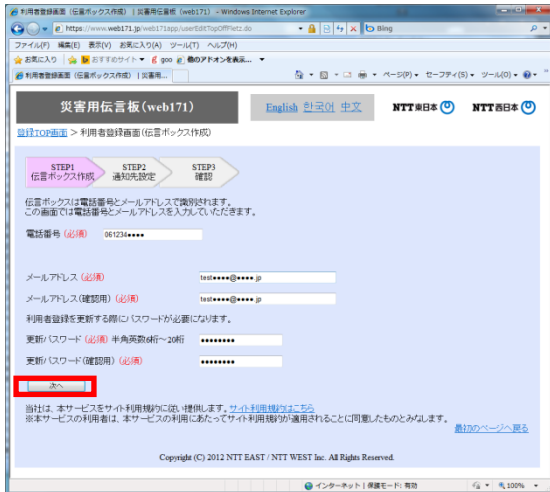 利用者登録画面（伝言ボックス作成） | 災害用伝言板（web171） - Windows Internet Explorer
https://www.web171.jp/web171app/userEditTopOffPletz.do
Bing
ファイル(F) 編集(E) 表示(V) お気に入り(A) ツール(T) ヘルプ(H)
お気に入り おすすめサイト goo 他のアドオンを表示...
利用者登録画面（伝言ボックス作成） | 災害用...
ページ(P) セーフティ(S) ツール(O)
災害用伝言板(web171)
English 한국어 中文
NTT東日本 NTT西日本
登録TOP画面 > 利用者登録画面(伝言ボックス作成)
STEP1 STEP2 STEP3
伝言ボックス作成 通知先設定 確認
伝言ボックスは電話番号とメールアドレスで識別されます。
この画面では電話番号とメールアドレスを入力していただきます。
電話番号 (必須) 061234●●●●
メールアドレス (必須) test●●●●@●●●●.jp
メールアドレス(確認用) (必須) test●●●●@●●●●.jp
利用者登録を更新する際にパスワードが必要になります。
更新パスワード (必須) 半角英数6桁～20桁 ●●●●●●●●
更新パスワード(確認用) (必須) ●●●●●●●●
次へ
当社は、本サービスをサイト利用規約に従い提供します。サイト利用規約はこちら
※本サービスの利用者は、本サービスの利用にあたってサイト利用規約が適用されることに同意したものとみなします。
最初のページへ戻る
Copyright (C) 2012 NTT EAST / NTT WEST Inc. All Rights Reserved.
インターネット | 保護モード: 有効
100%